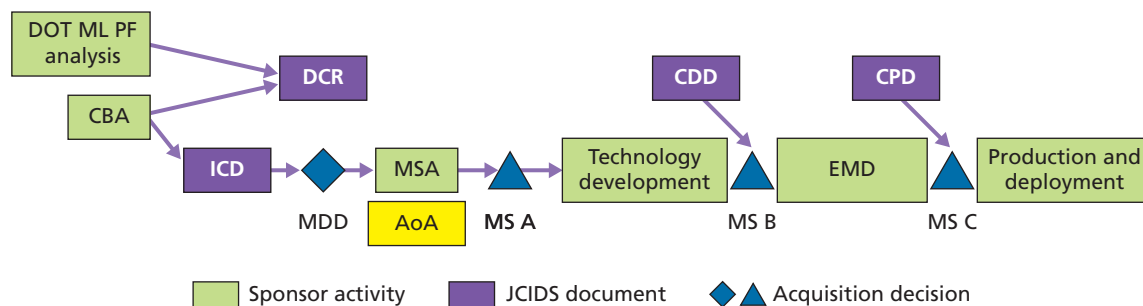 DOT ML PF
analysis
DCR
CDD
CPD
CBA
ICD
MSA
Technology
development
EMD
Production and
deployment
MDD
AoA
MS A
MS B
MS C
Sponsor activity
JCIDS document
Acquisition decision